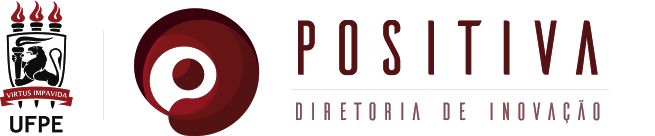 VIRTUS IMPAVIDA
UFPE
POSITIVA
DIRETORIA DE INOVAÇÃO